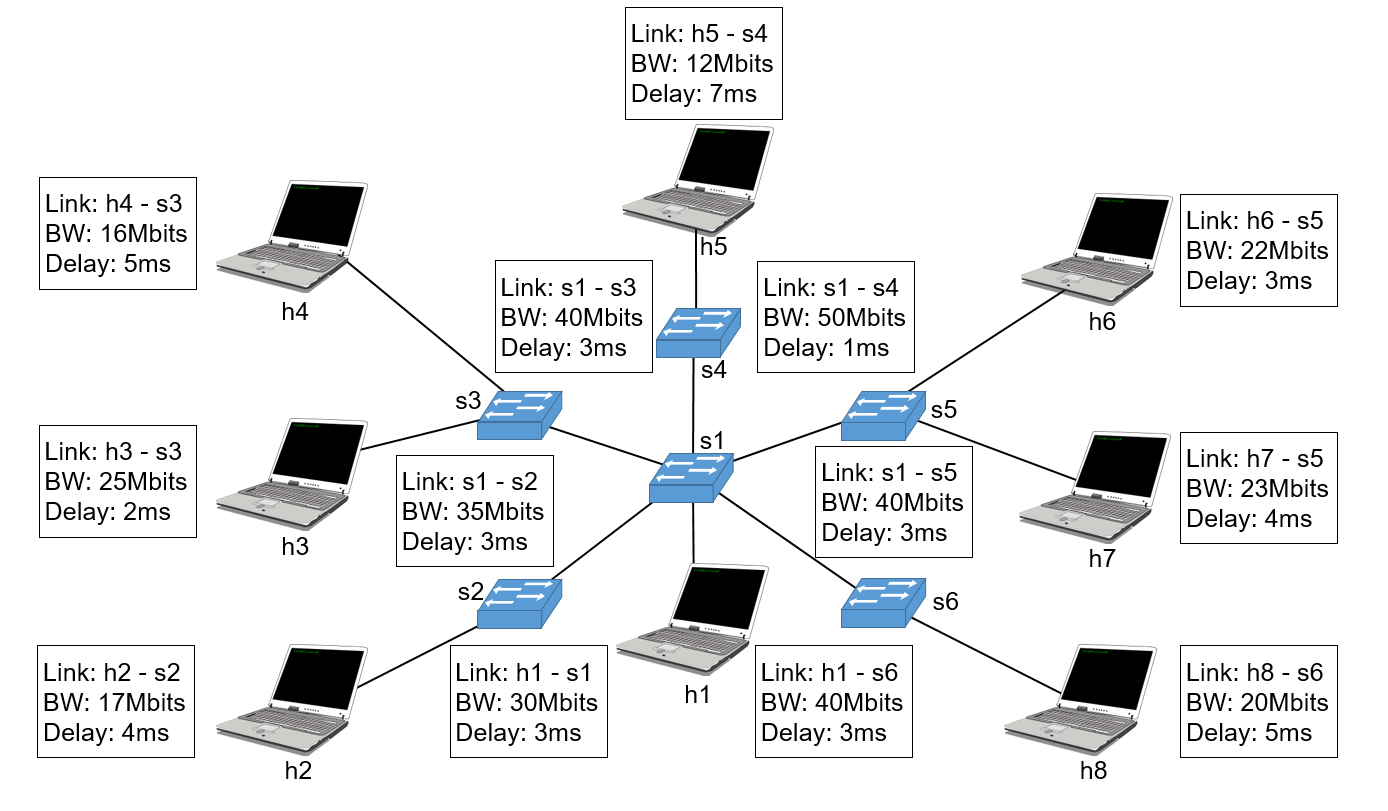 Link: h5 - s4
BW: 12Mbits
Delay: 7ms
h5
Link: h4 - s3
BW: 16Mbits
Delay: 5ms
h4
Link: h6 - s5
BW: 22Mbits
Delay: 3ms
h6
Link: s1 - s3
BW: 40Mbits
Delay: 3ms
Link: s1 - s4
BW: 50Mbits
Delay: 1ms
s4
s3
s5
s1
Link: h3 - s3
BW: 25Mbits
Delay: 2ms
h3
Link: s1 - s2
BW: 35Mbits
Delay: 3ms
Link: s1 - s5
BW: 40Mbits
Delay: 3ms
Link: h7 - s5
BW: 23Mbits
Delay: 4ms
h7
s2
s6
Link: h2 - s2
BW: 17Mbits
Delay: 4ms
h2
Link: h1 - s1
BW: 30Mbits
Delay: 3ms
h1
Link: h1 - s6
BW: 40Mbits
Delay: 3ms
Link: h8 - s6
BW: 20Mbits
Delay: 5ms
h8